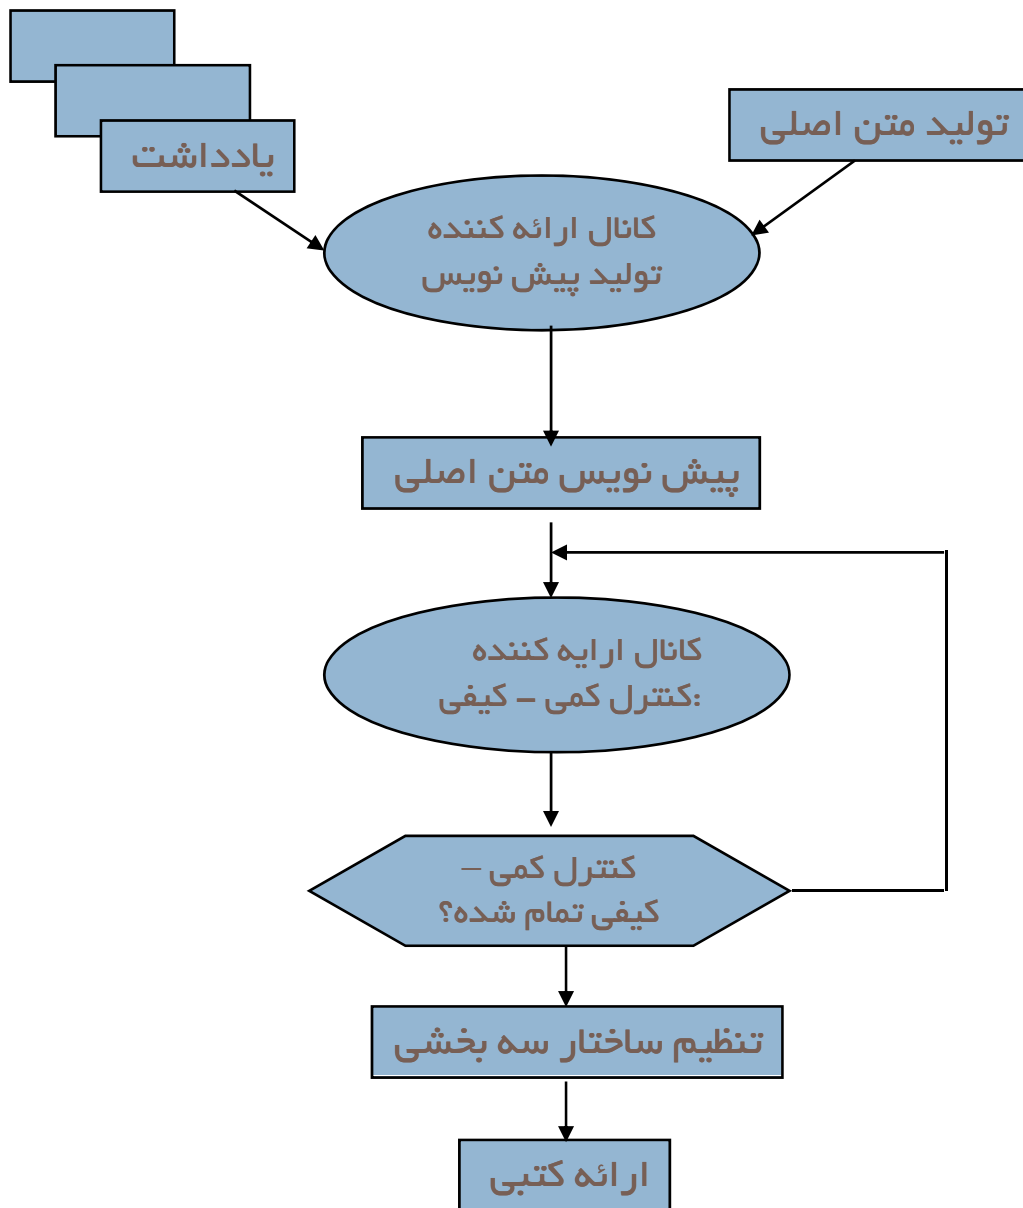 تولید متن اصلی
یادداشت
کانال ارائه کننده
تولید پیش نویس
پیش نویس متن اصلی
کانال ارایه کننده
:کنترل کمی – کیفی
کنترل کمی –
کیفی تمام شده؟
تنظیم ساختار سه بخشی
ارائه کتبی